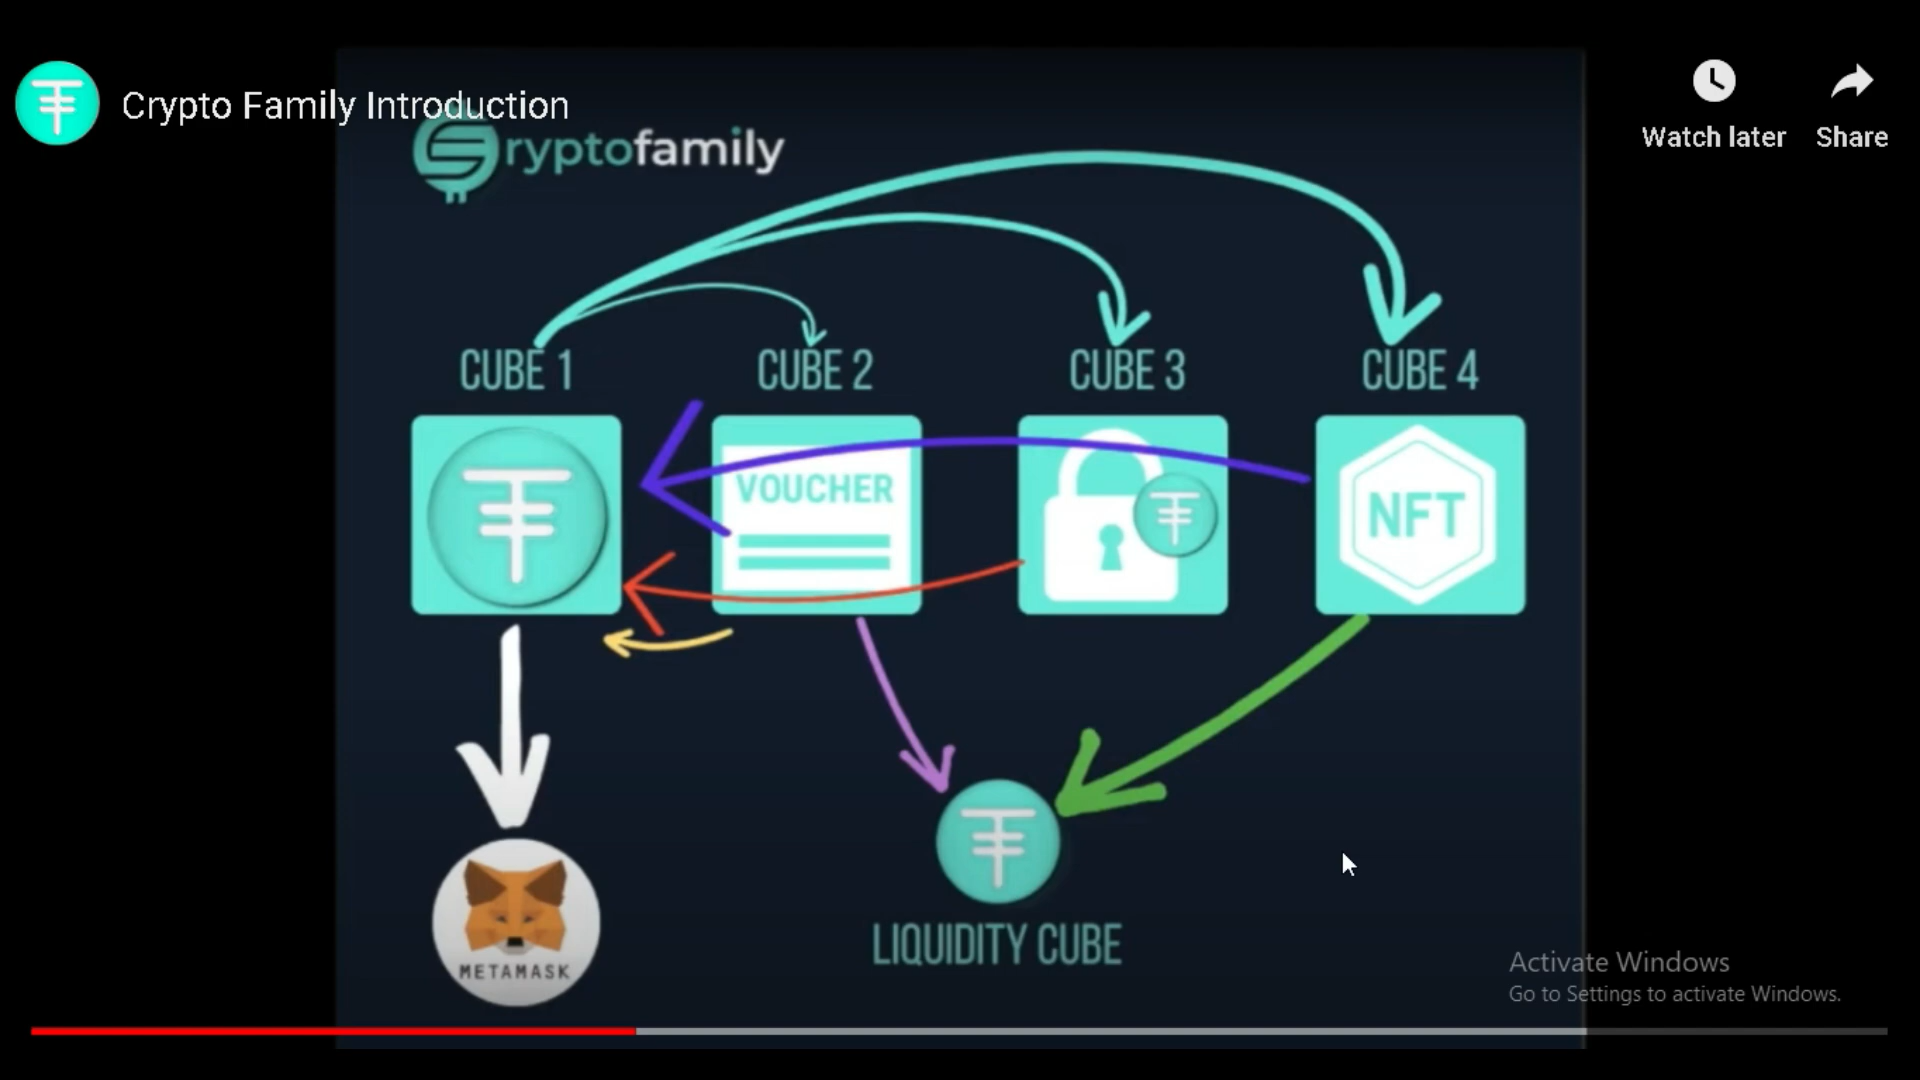 Crypto Family Introduction
Watch later
Share
ryptofamily
CUBE 1
CUBE 2
CUBE 3
CUBE 4
VOUCHER
NFT
METAMASK
LIQUIDITY CUBE
Activate Windows
Go to Settings to activate Windows.